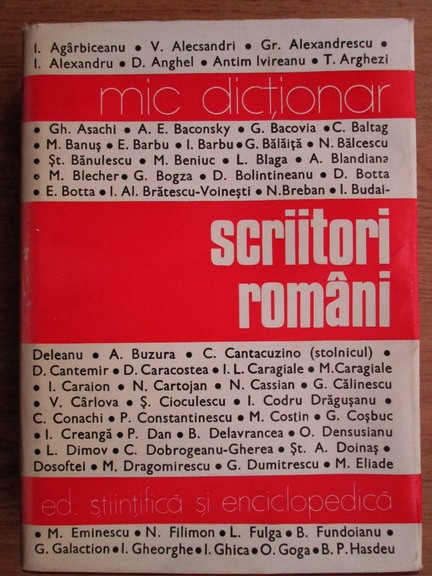 I. Agârbiceanu ● V. Alecsandri ● Gr. Alexandrescu ●
I. Alexandru ● D. Anghel ● Antim Ivireanu ● T. Arghezi
mic dicționar
● Gh. Asachi ● A. E. Baconsky ● G. Bacovia ● C. Baltag
● M. Banuș ● E. Barbu ● I. Barbu ● G. Bălăiță ● N. Bălcescu
● Șt. Bănulescu ● M. Beniuc ● L. Blaga ● A. Blandiana
● M. Blecher ● G. Bogza ● D. Bolintineanu ● D. Botta
● E. Botta ● I. Al. Brătescu-Voinești ● N. Breban ● I. Budai-
scriitori
români
Deleanu ● A. Buzura ● C. Cantacuzino (stolnicul) ●
D. Cantemir ● D. Caracostea ● I. L. Caragiale ● M. Caragiale
● I. Caraion ● N. Cartojan ● N. Cassian ● G. Călinescu
● V. Cârlova ● Ș. Cioculescu ● I. Codru Drăgușanu ●
C. Conachi ● P. Constantinescu ● M. Costin ● G. Coșbuc
● I. Creangă ● P. Dan ● B. Delavrancea ● O. Densusianu
● L. Dimov ● C. Dobrogeanu-Gherea ● Șt. A. Doinaș ●
Dosoftei ● M. Dragomirescu ● G. Dumitrescu ● M. Eliade
ed. științifică și enciclopedică
● M. Eminescu ● N. Filimon ● L. Fulga ● B. Fundoianu ●
G. Galaction ● I. Gheorghe ● I. Ghica ● O. Goga ● B. P. Hasdeu